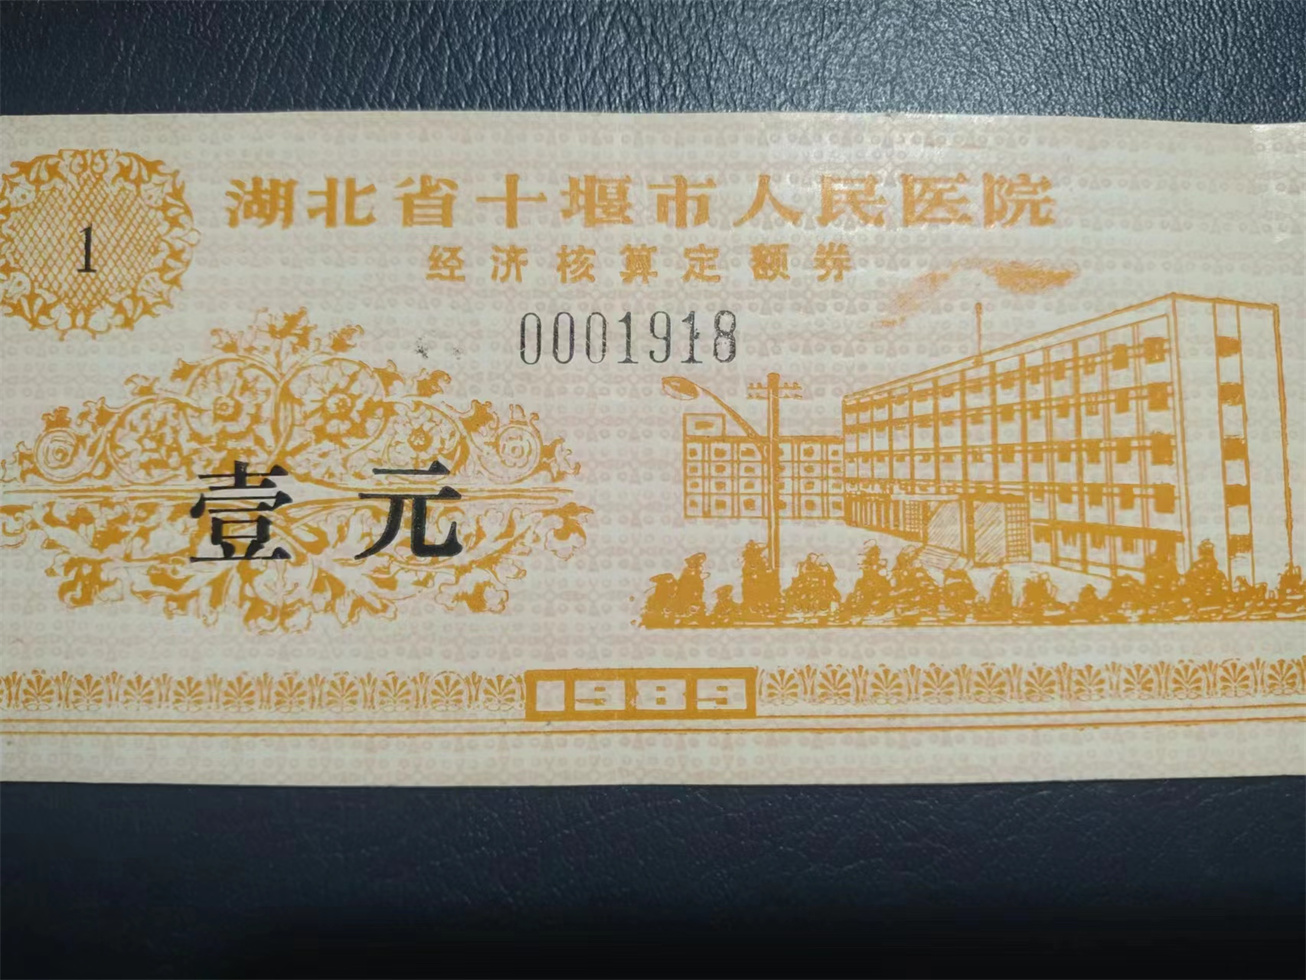 湖北省十堰市人民医院
经济核算定额券
1
0001918
壹元
1989